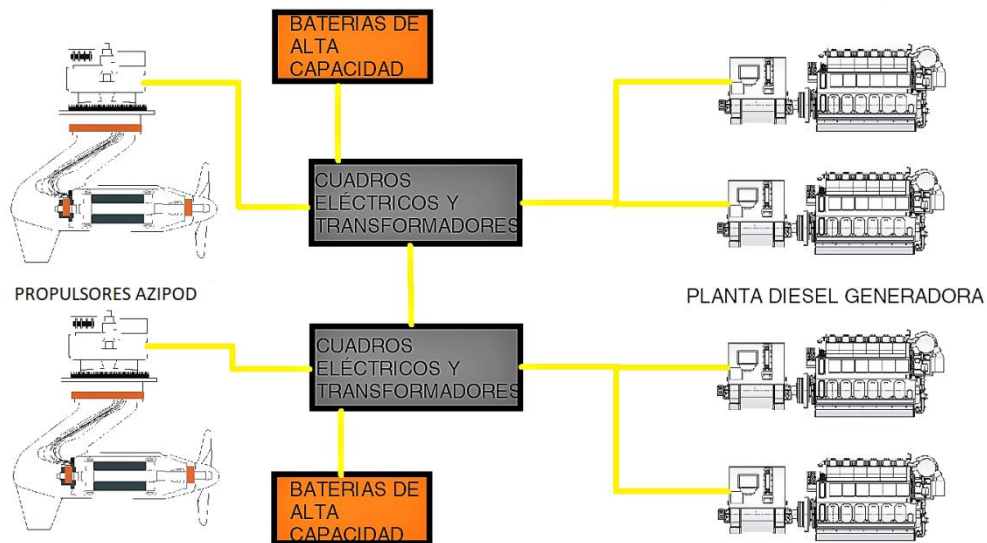 BATERIAS DE
ALTA
CAPACIDAD
CUADROS
ELÉCTRICOS Y
TRANSFORMADORES
PROPULSORES AZIPOD
PLANTA DIESEL GENERADORA
CUADROS
ELÉCTRICOS Y
TRANSFORMADORES
BATERIAS DE
ALTA
CAPACIDAD